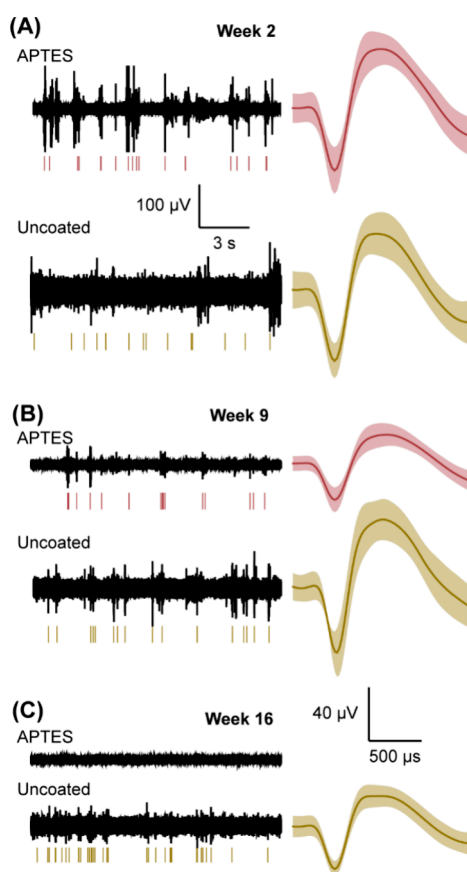 (A)
Week 2
APTES
100 µV
3 s
Uncoated
(B)
Week 9
APTES
Uncoated
(C)
Week 16
APTES
40 µV
500 µs
Uncoated